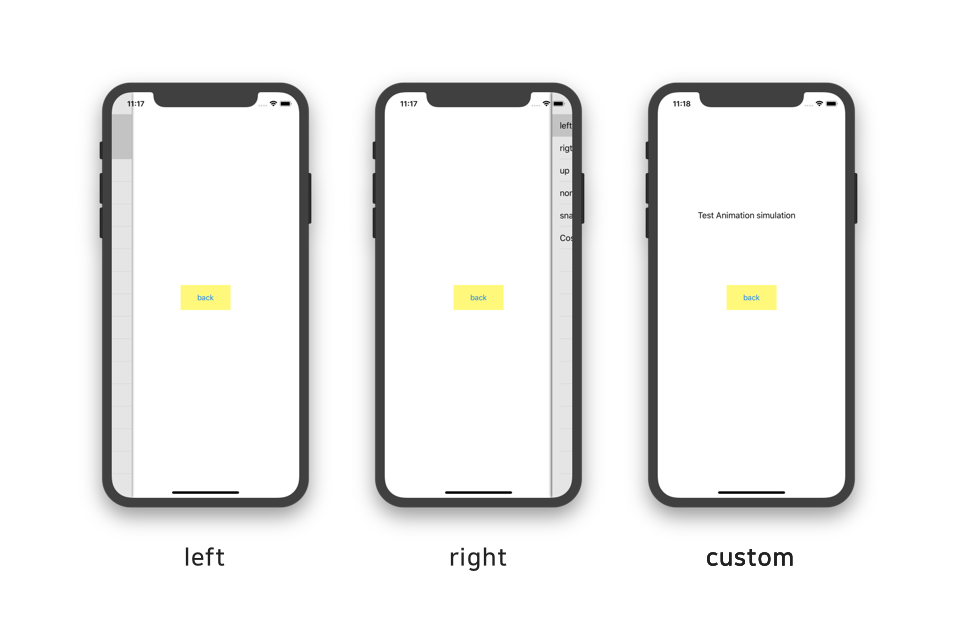 11:17
back
left
11:17
left
rigt
up
nor
sna
Cos
back
right
11:18
Test Animation simulation
back
custom